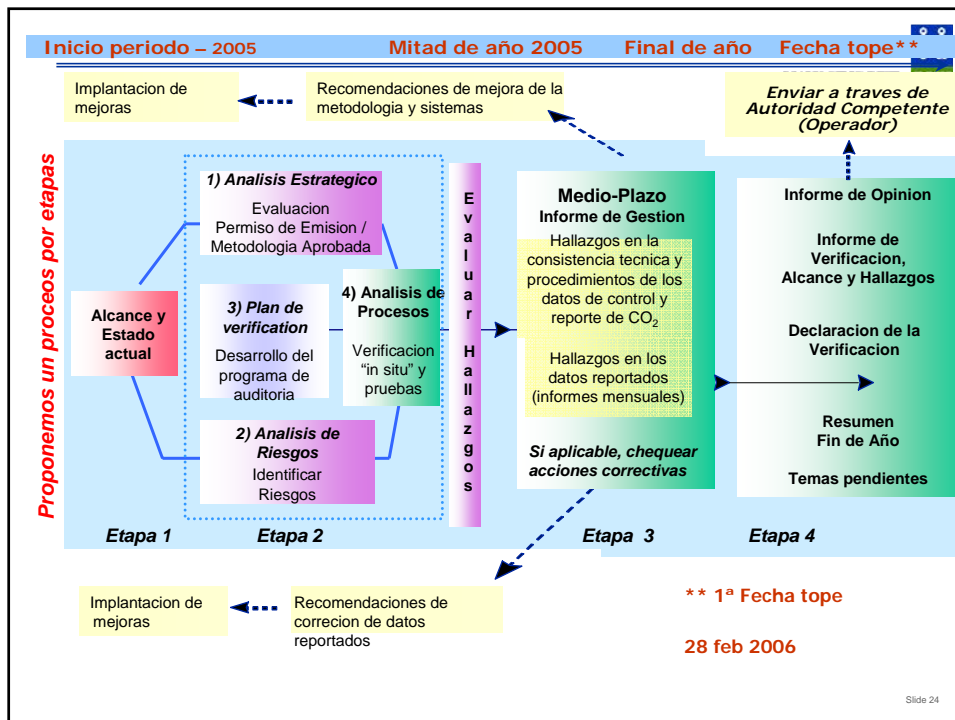 Inicio periodo – 2005 Mitad de año 2005 Final de año Fecha tope**
Implantacion de
mejoras
Recomendaciones de mejora de la
metodologia y sistemas
Enviar a traves de
Autoridad Competente
(Operador)
Proponemos un proceos por etapas
Alcance y
Estado
actual
1) Analisis Estrategico
Evaluacion
Permiso de Emision /
Metodologia Aprobada
3) Plan de
verification
Desarrollo del
programa de
auditoria
2) Analisis de
Riesgos
Identificar
Riesgos
4) Analisis de
Procesos
Verificacion
“in situ” y
pruebas
Evaluar Hallazgos
Medio-Plazo
Informe de Gestion
Hallazgos en la
consistencia tecnica y
procedimientos de los
datos de control y
reporte de CO2
Hallazgos en los
datos reportados
(informes mensuales)
Si aplicable, chequear
acciones correctivas
Informe de Opinion
Informe de
Verificacion,
Alcance y Hallazgos
Declaracion de la
Verificacion
Resumen
Fin de Año
Temas pendientes
Etapa 1 Etapa 2 Etapa 3 Etapa 4
Implantacion de
mejoras
Recomendaciones de
correcion de datos
reportados
** 1ª Fecha tope
28 feb 2006
Slide 24